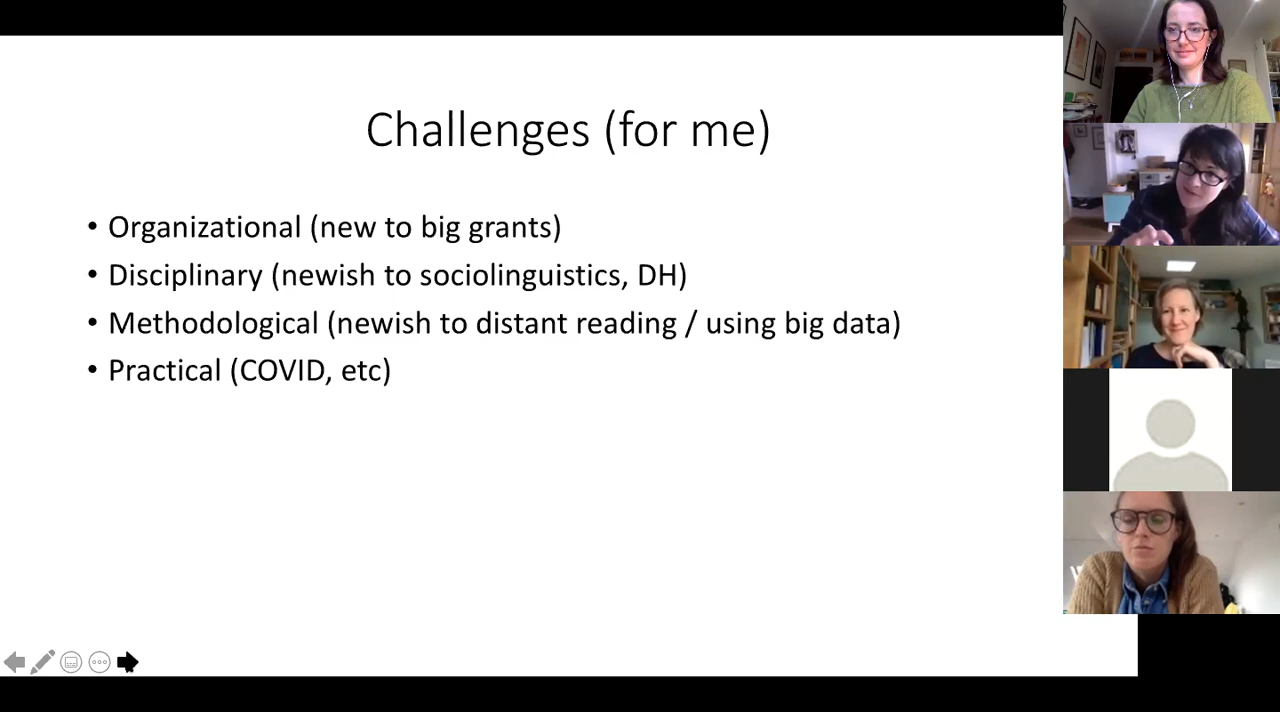 Challenges (for me)
• Organizational (new to big grants)
• Disciplinary (newish to sociolinguistics, DH)
• Methodological (newish to distant reading / using big data)
• Practical (COVID, etc)